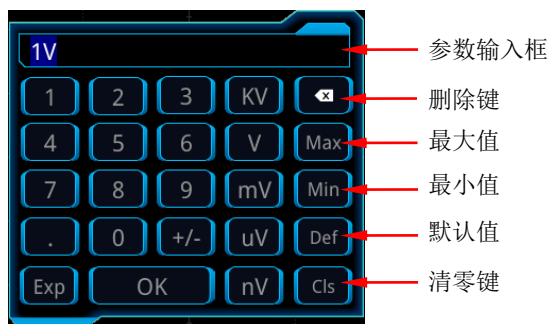 1V
参数输入框
1 2 3 KV
删除键
4 5 6 V Max
最大值
7 8 9 mV Min
最小值
. 0 +/- uV Def
默认值
Exp OK nV Cls
清零键